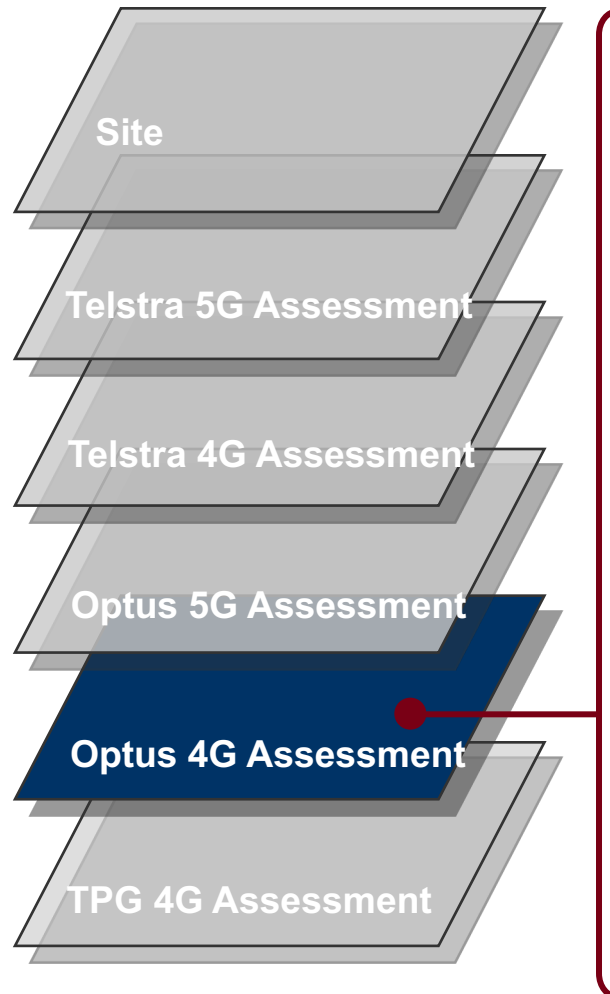 Site
Telstra 5G Assessment
Telstra 4G Assessment
Optus 5G Assessment
Optus 4G Assessment
TPG 4G Assessment